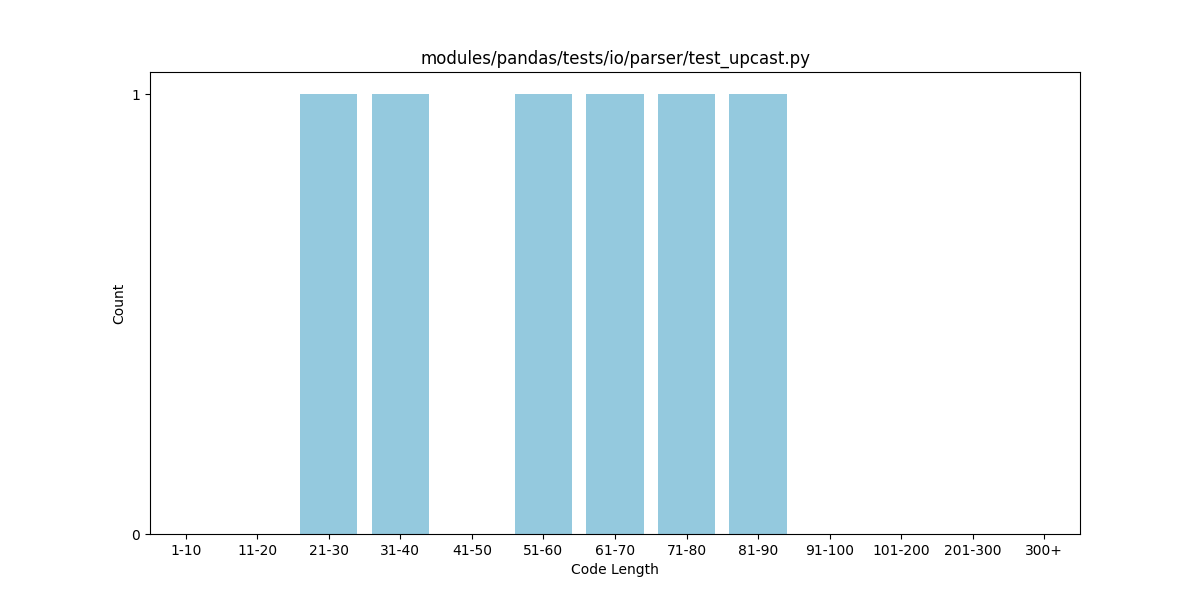 modules/pandas/tests/io/parser/test_upcast.py
1
Count
0
1-10 11-20 21-30 31-40 41-50 51-60 61-70 71-80 81-90 91-100 101-200 201-300 300+
Code Length